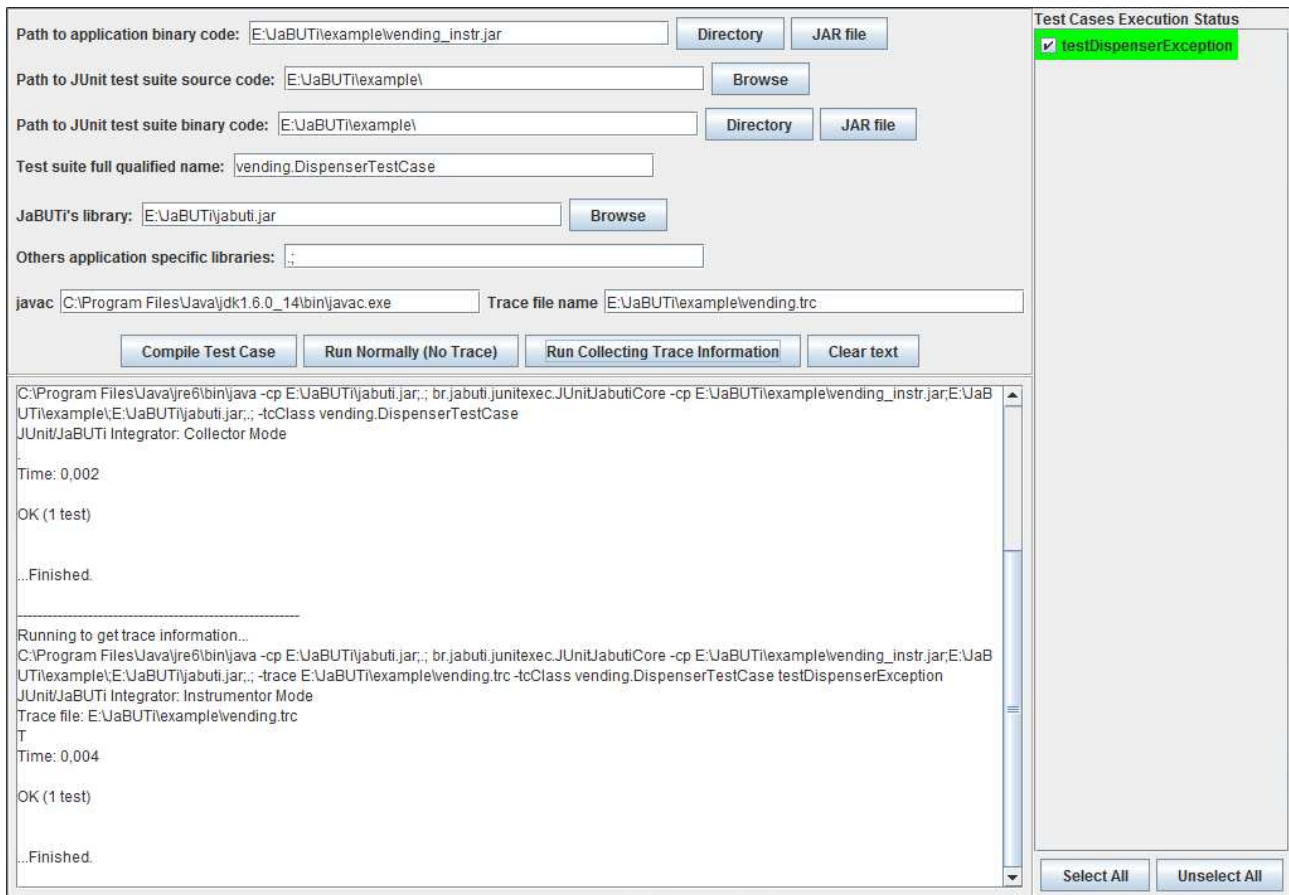 Path to application binary code: E:\JaBUTi\example\vending_instr.jar Directory JAR file
Path to JUnit test suite source code: E:\JaBUTi\example\ Browse
Path to JUnit test suite binary code: E:\JaBUTi\example\ Directory JAR file
Test suite full qualified name: vending.DispenserTestCase
JaBUTi's library: E:\JaBUTi\jabuti.jar Browse
Others application specific libraries: .;
javac C:\Program Files\Java\jdk1.6.0_14\bin\javac.exe Trace file name E:\JaBUTi\example\vending.trc
Compile Test Case Run Normally (No Trace) Run Collecting Trace Information Clear text
C:\Program Files\Java\jre6\bin\java -cp E:\JaBUTi\jabuti.jar;.; br.jabuti.junitexec.JUnitJabutiCore -cp E:\JaBUTi\example\vending_instr.jar;E:\JaB
UTi\example\;E:\JaBUTi\jabuti.jar;.; -tcClass vending.DispenserTestCase
JUnit/JaBUTi Integrator: Collector Mode
.
Time: 0,002
OK (1 test)
...Finished.
------------------------------------------------------------
Running to get trace information...
C:\Program Files\Java\jre6\bin\java -cp E:\JaBUTi\jabuti.jar;.; br.jabuti.junitexec.JUnitJabutiCore -cp E:\JaBUTi\example\vending_instr.jar;E:\JaB
UTi\example\;E:\JaBUTi\jabuti.jar;.; -trace E:\JaBUTi\example\vending.trc -tcClass vending.DispenserTestCase testDispenserException
JUnit/JaBUTi Integrator: Instrumentor Mode
Trace file: E:\JaBUTi\example\vending.trc
T
Time: 0,004
OK (1 test)
...Finished.
Test Cases Execution Status
testDispenserException
Select All Unselect All